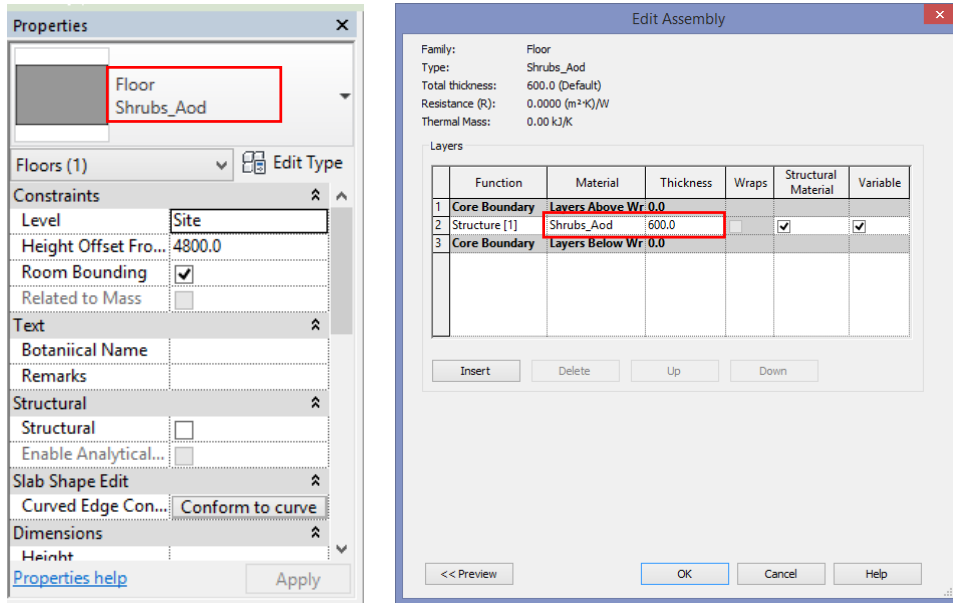 Properties
Floor
Shrubs_Aod
Floors (1)
Edit Type
Constraints
Level Site
Height Offset Fro... 4800.0
Room Bounding
Related to Mass
Text
Botaniical Name
Remarks
Structural
Structural
Enable Analytical...
Slab Shape Edit
Curved Edge Con... Conform to curve
Dimensions
Height
Properties help Apply
Edit Assembly
Family: Floor
Type: Shrubs_Aod
Total thickness: 600.0 (Default)
Resistance (R): 0.0000 (m²·K)/W
Thermal Mass: 0.00 kJ/K
Layers
Function Material Thickness Wraps Structural Material Variable
1 Core Boundary Layers Above Wr 0.0
2 Structure [1] Shrubs_Aod 600.0
3 Core Boundary Layers Below Wr 0.0
Insert Delete Up Down
<< Preview OK Cancel Help